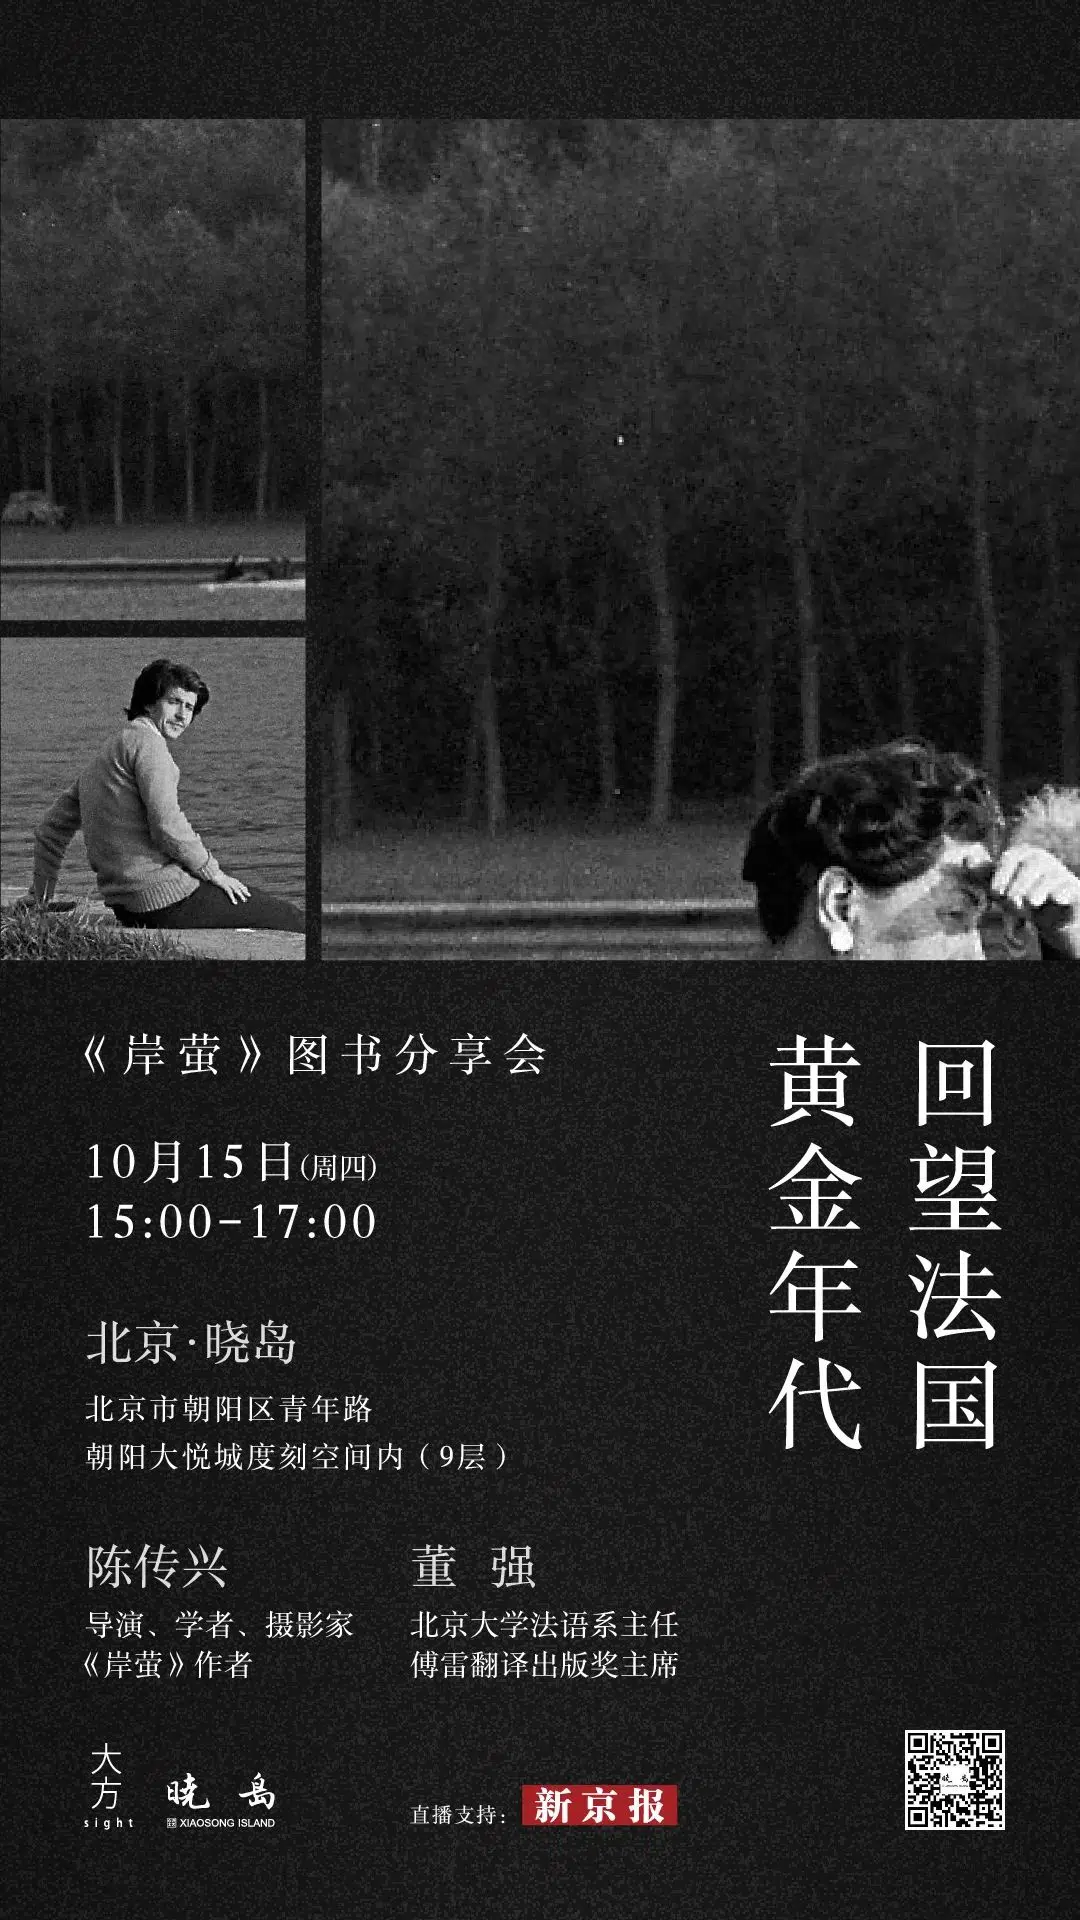 回望法国
黄金年代
《岸萤》图书分享会
10月15日(周四)
15:00-17:00
北京·晓岛
北京市朝阳区青年路
朝阳大悦城度刻空间内（9层）
陈传兴
导演、学者、摄影家
《岸萤》作者
董 强
北京大学法语系主任
傅雷翻译出版奖主席
大方
sight
晓岛
XIAOSONG ISLAND
直播支持：新京报
晓岛